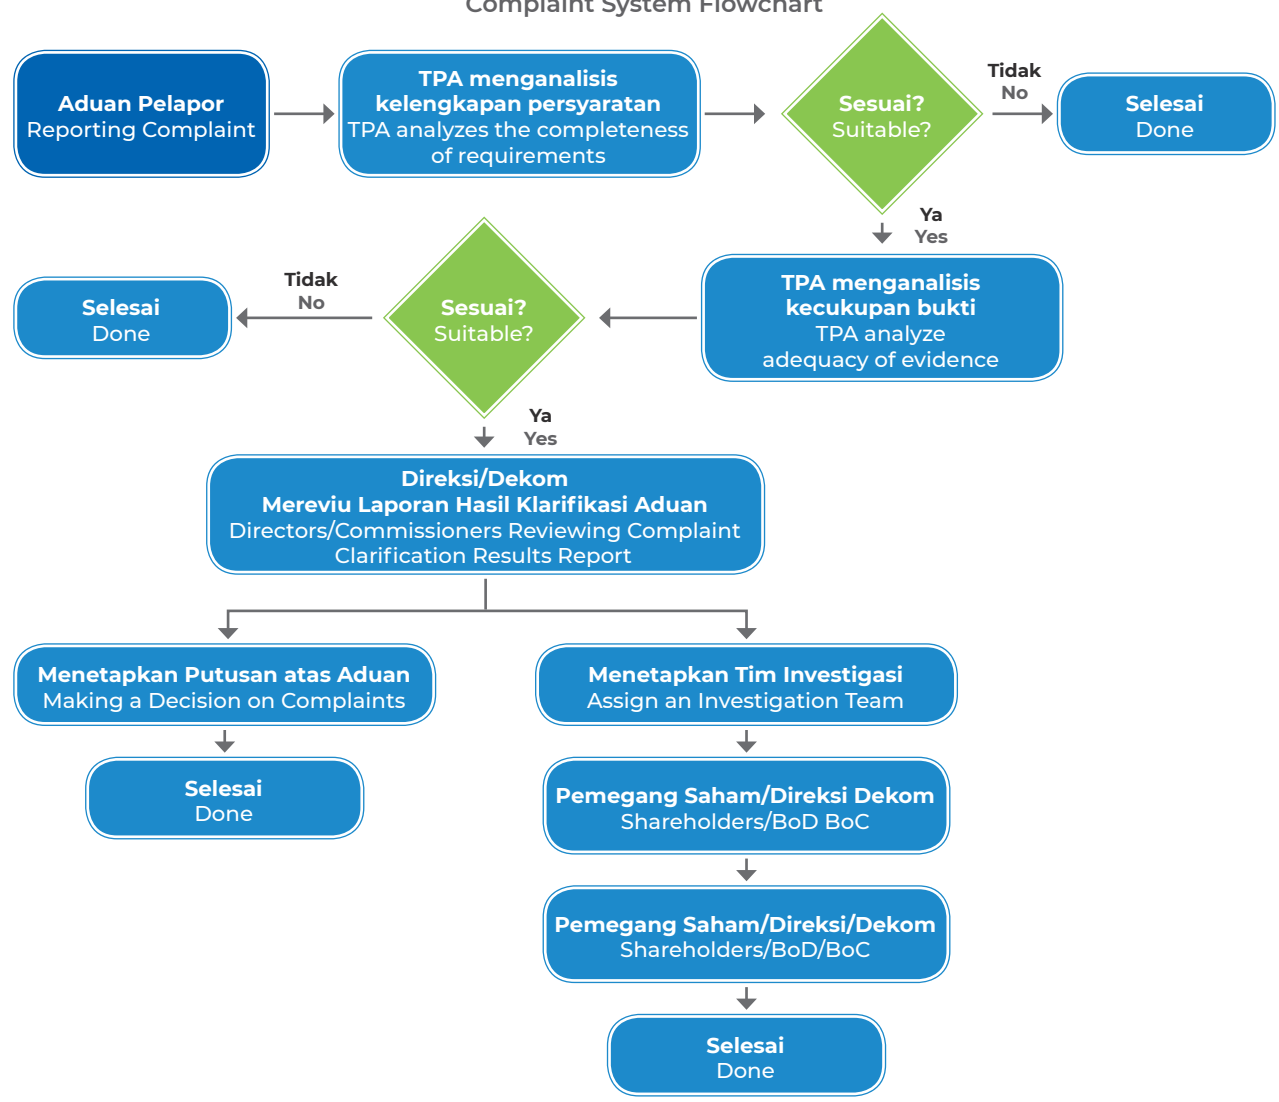 Complaint System Flowchart
Aduan Pelapor
Reporting Complaint
TPA menganalisis
kelengkapan persyaratan
TPA analyzes the completeness
of requirements
Sesuai?
Suitable?
Tidak
No
Selesai
Done
Ya
Yes
TPA menganalisis
kecukupan bukti
TPA analyze
adequacy of evidence
Sesuai?
Suitable?
Tidak
No
Selesai
Done
Ya
Yes
Direksi/Dekom
Mereviu Laporan Hasil Klarifikasi Aduan
Directors/Commissioners Reviewing Complaint
Clarification Results Report
Menetapkan Putusan atas Aduan
Making a Decision on Complaints
Selesai
Done
Menetapkan Tim Investigasi
Assign an Investigation Team
Pemegang Saham/Direksi Dekom
Shareholders/BoD BoC
Pemegang Saham/Direksi/Dekom
Shareholders/BoD/BoC
Selesai
Done